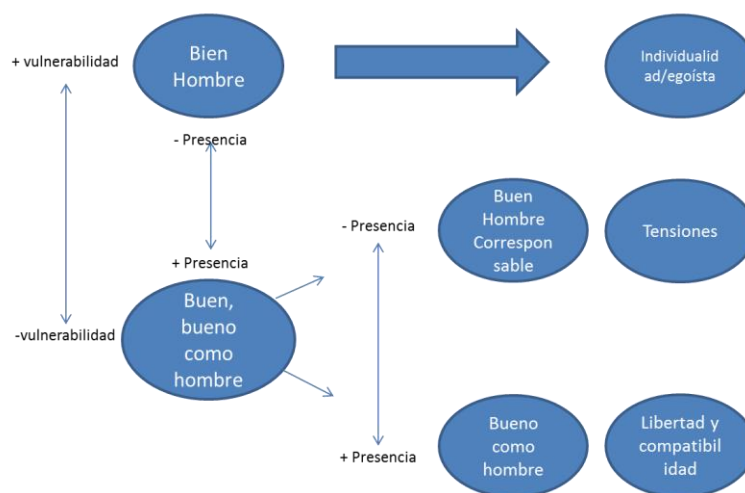 + vulnerabilidad
Bien
Hombre
Individualid
ad/egoísta
- Presencia
+ Presencia
Buen,
bueno
como
hombre
-vulnerabilidad
- Presencia
Buen
Hombre
Correspon
sable
Tensiones
+ Presencia
Bueno
como
hombre
Libertad y
compatibil
idad